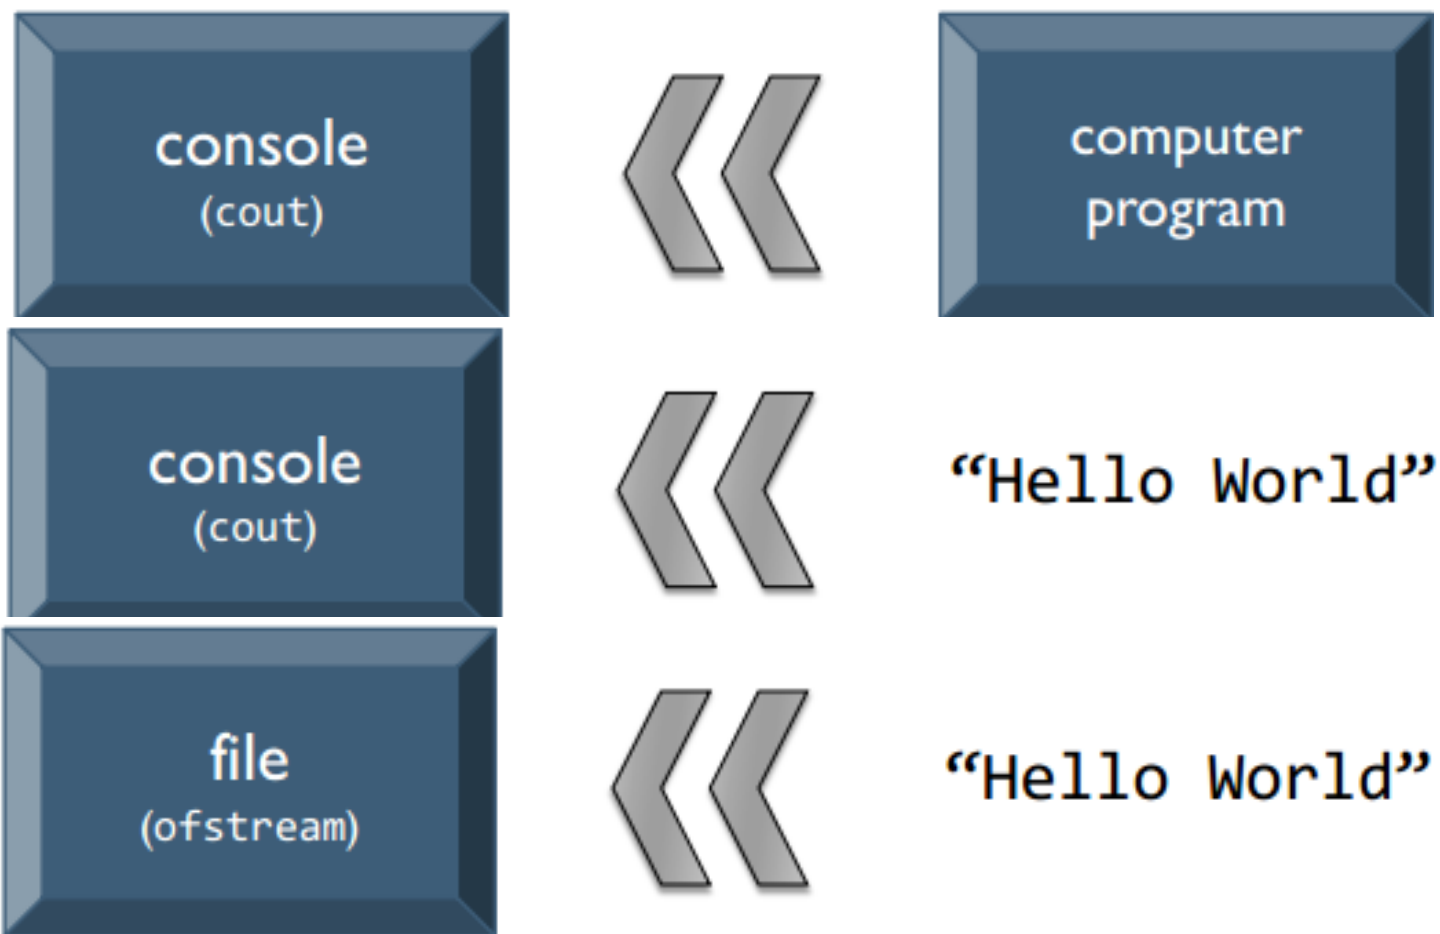 console
(cout)
computer
program
console
(cout)
“Hello World”
file
(ofstream)
“Hello World”